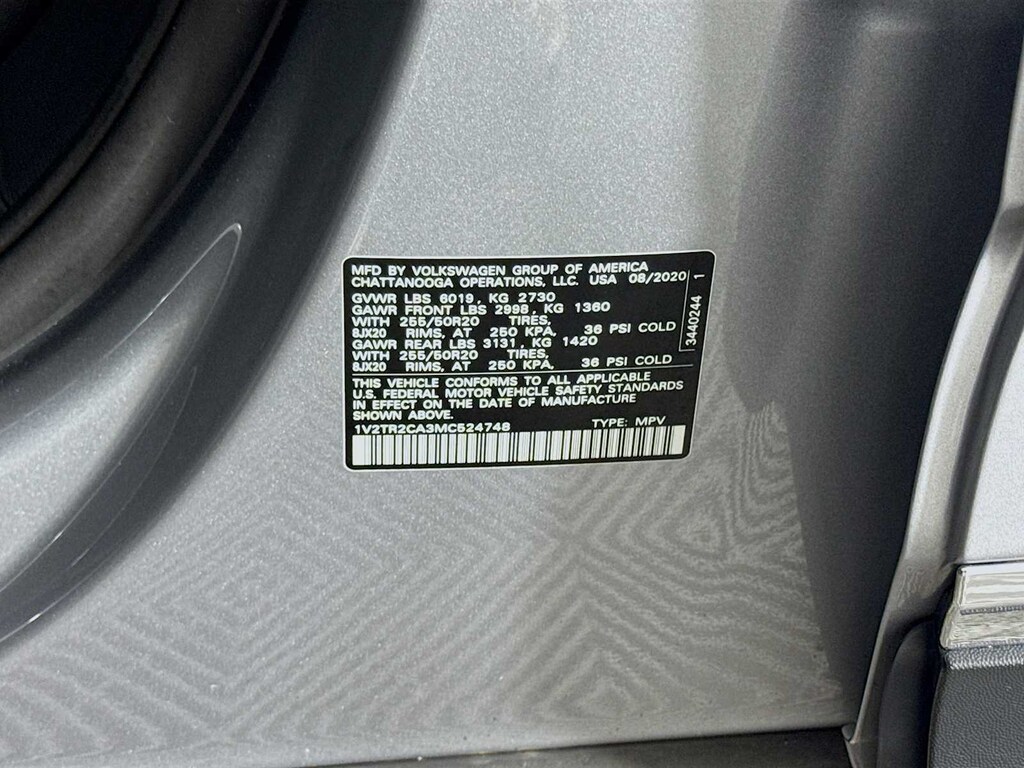 MFD BY VOLKSWAGEN GROUP OF AMERICA
CHATTANOOGA OPERATIONS, LLC. USA 08/2020
GVWR LBS 6019, KG 2730
GAWR FRONT LBS 2998, KG 1360
WITH 255/50R20 TIRES,
8JX20 RIMS, AT 250 KPA, 36 PSI COLD
GAWR REAR LBS 3131, KG 1420
WITH 255/50R20 TIRES,
8JX20 RIMS, AT 250 KPA, 36 PSI COLD
3440244 1
THIS VEHICLE CONFORMS TO ALL APPLICABLE
U.S. FEDERAL MOTOR VEHICLE SAFETY STANDARDS
IN EFFECT ON THE DATE OF MANUFACTURE
SHOWN ABOVE.
1V2TR2CA3MC524748 TYPE: MPV